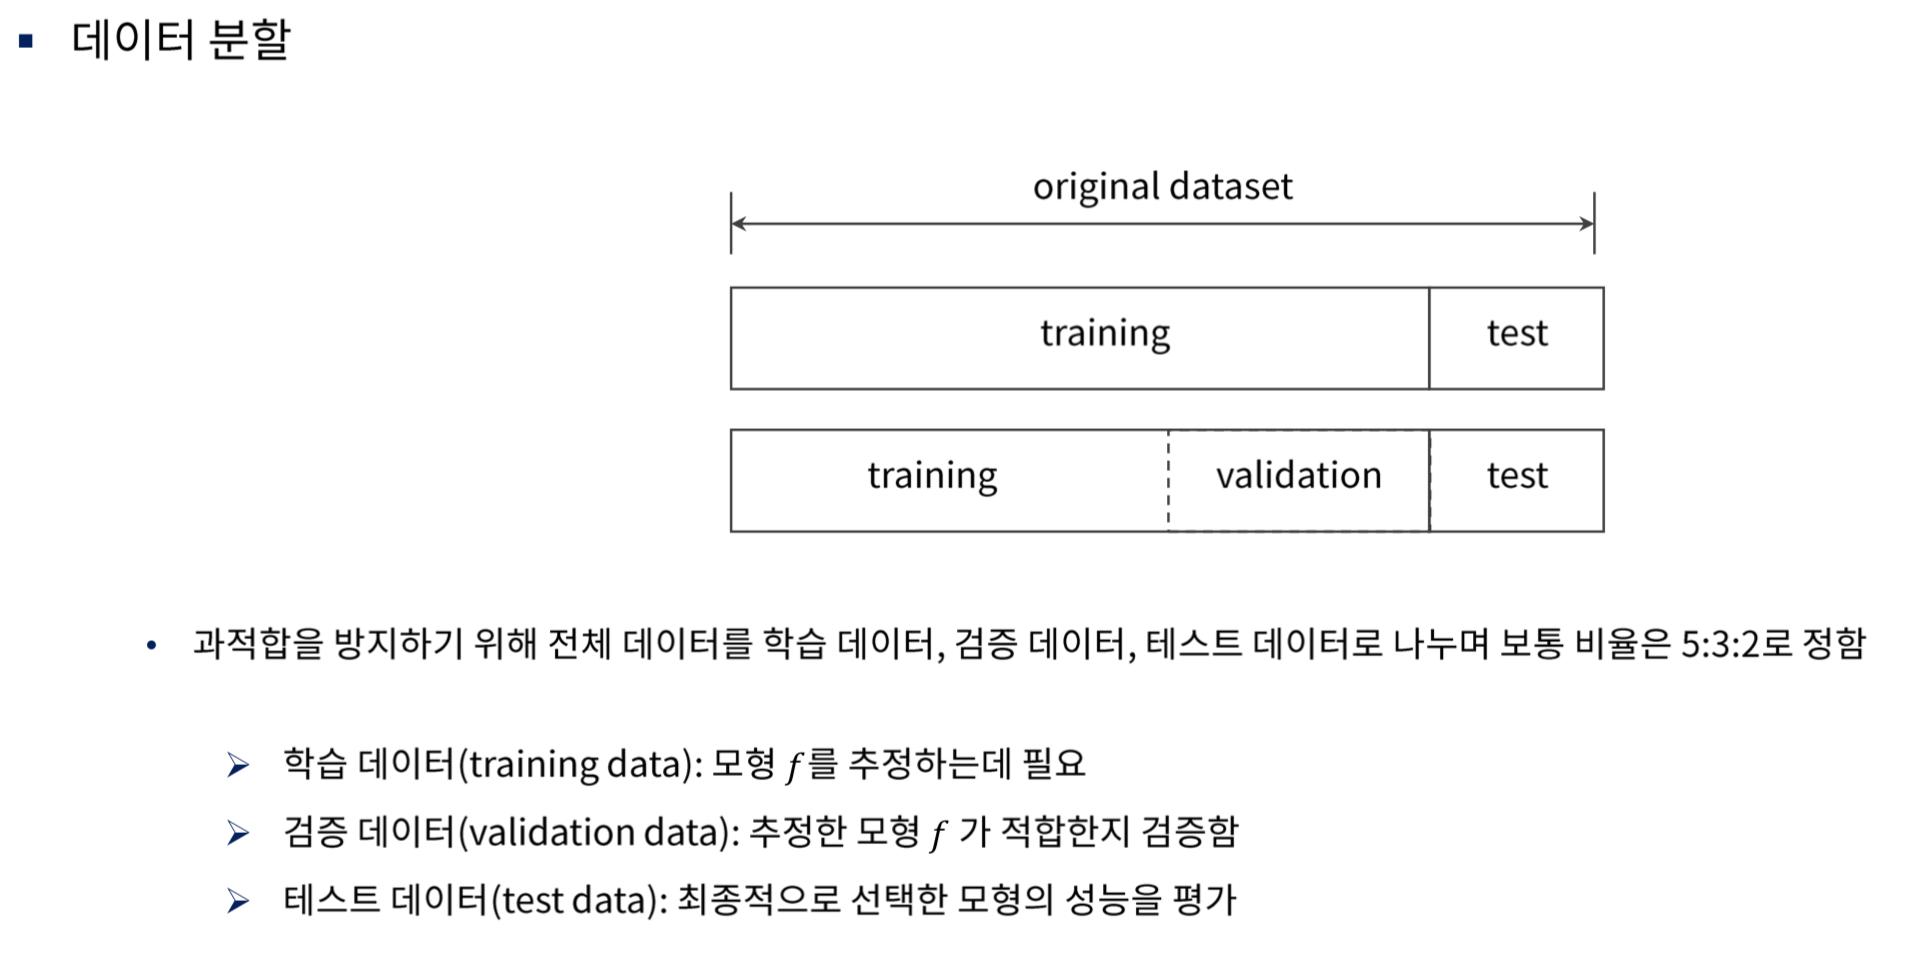 데이터 분할
original dataset
training test
training validation test
과적합을 방지하기 위해 전체 데이터를 학습 데이터, 검증 데이터, 테스트 데이터로 나누며 보통 비율은 5:3:2로 정함
학습 데이터(training data): 모형 f를 추정하는데 필요
검증 데이터(validation data): 추정한 모형 f 가 적합한지 검증함
테스트 데이터(test data): 최종적으로 선택한 모형의 성능을 평가